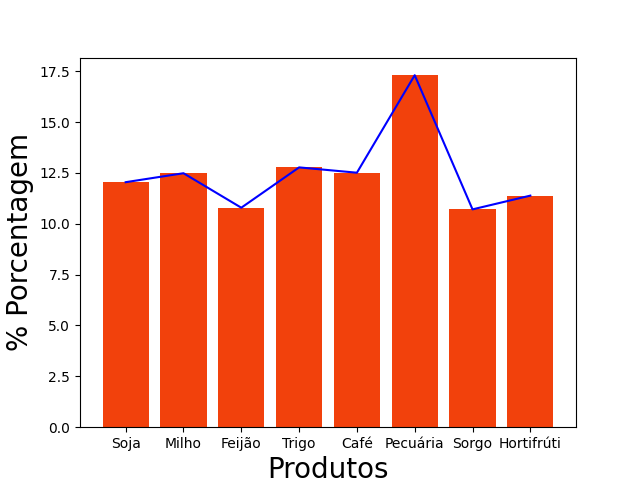 17.5
15.0
12.5
10.0
7.5
5.0
2.5
0.0
% Porcentagem
Soja Milho Feijão Trigo Café Pecuária Sorgo Hortifrúti
Produtos